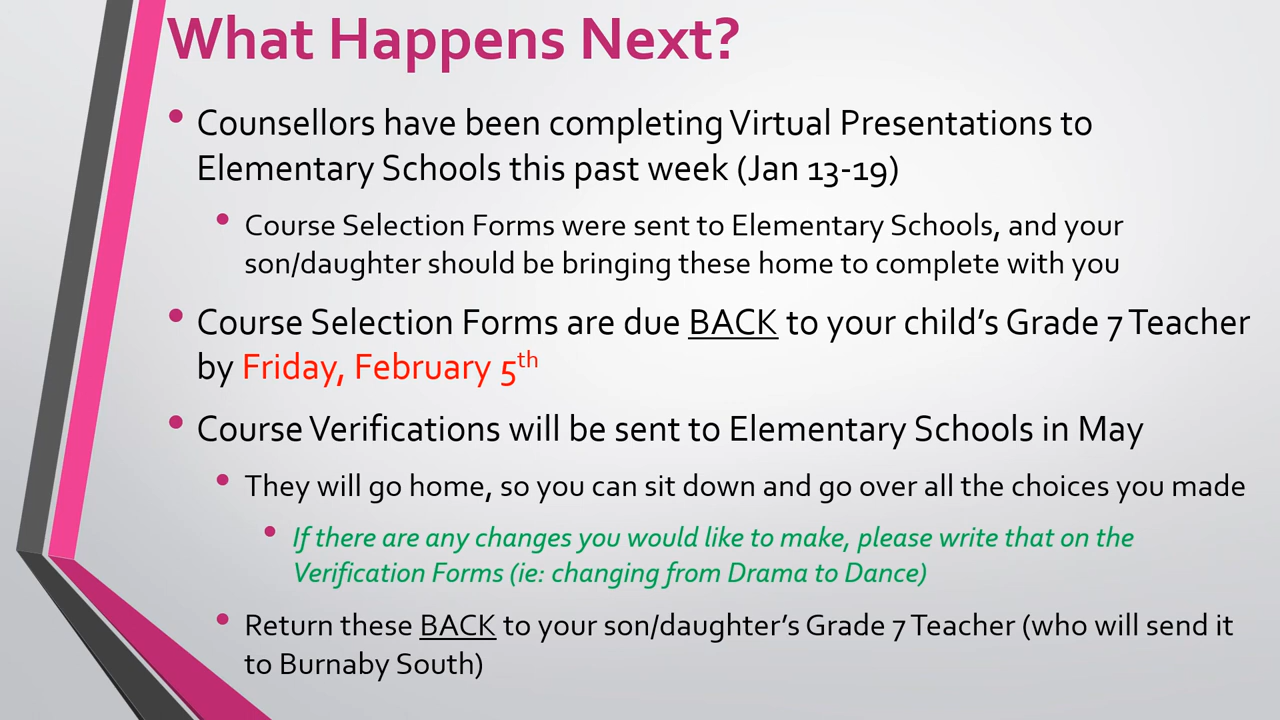 What Happens Next?
• Counsellors have been completing Virtual Presentations to
Elementary Schools this past week (Jan 13-19)
• Course Selection Forms were sent to Elementary Schools, and your
son/daughter should be bringing these home to complete with you
• Course Selection Forms are due BACK to your child’s Grade 7 Teacher
by Friday, February 5th
• Course Verifications will be sent to Elementary Schools in May
• They will go home, so you can sit down and go over all the choices you made
• If there are any changes you would like to make, please write that on the
Verification Forms (ie: changing from Drama to Dance)
• Return these BACK to your son/daughter’s Grade 7 Teacher (who will send it
to Burnaby South)